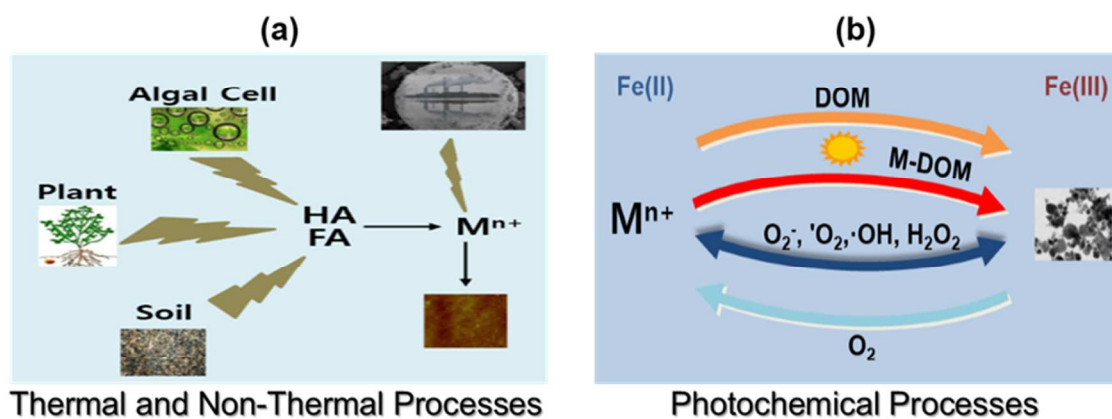 (a)
Algal Cell
Plant
HA
FA
Mⁿ⁺
Soil
Thermal and Non-Thermal Processes
(b)
Fe(II)
Fe(III)
DOM
M-DOM
Mⁿ⁺
O₂⁻, 'O₂,·OH, H₂O₂
O₂
Photochemical Processes